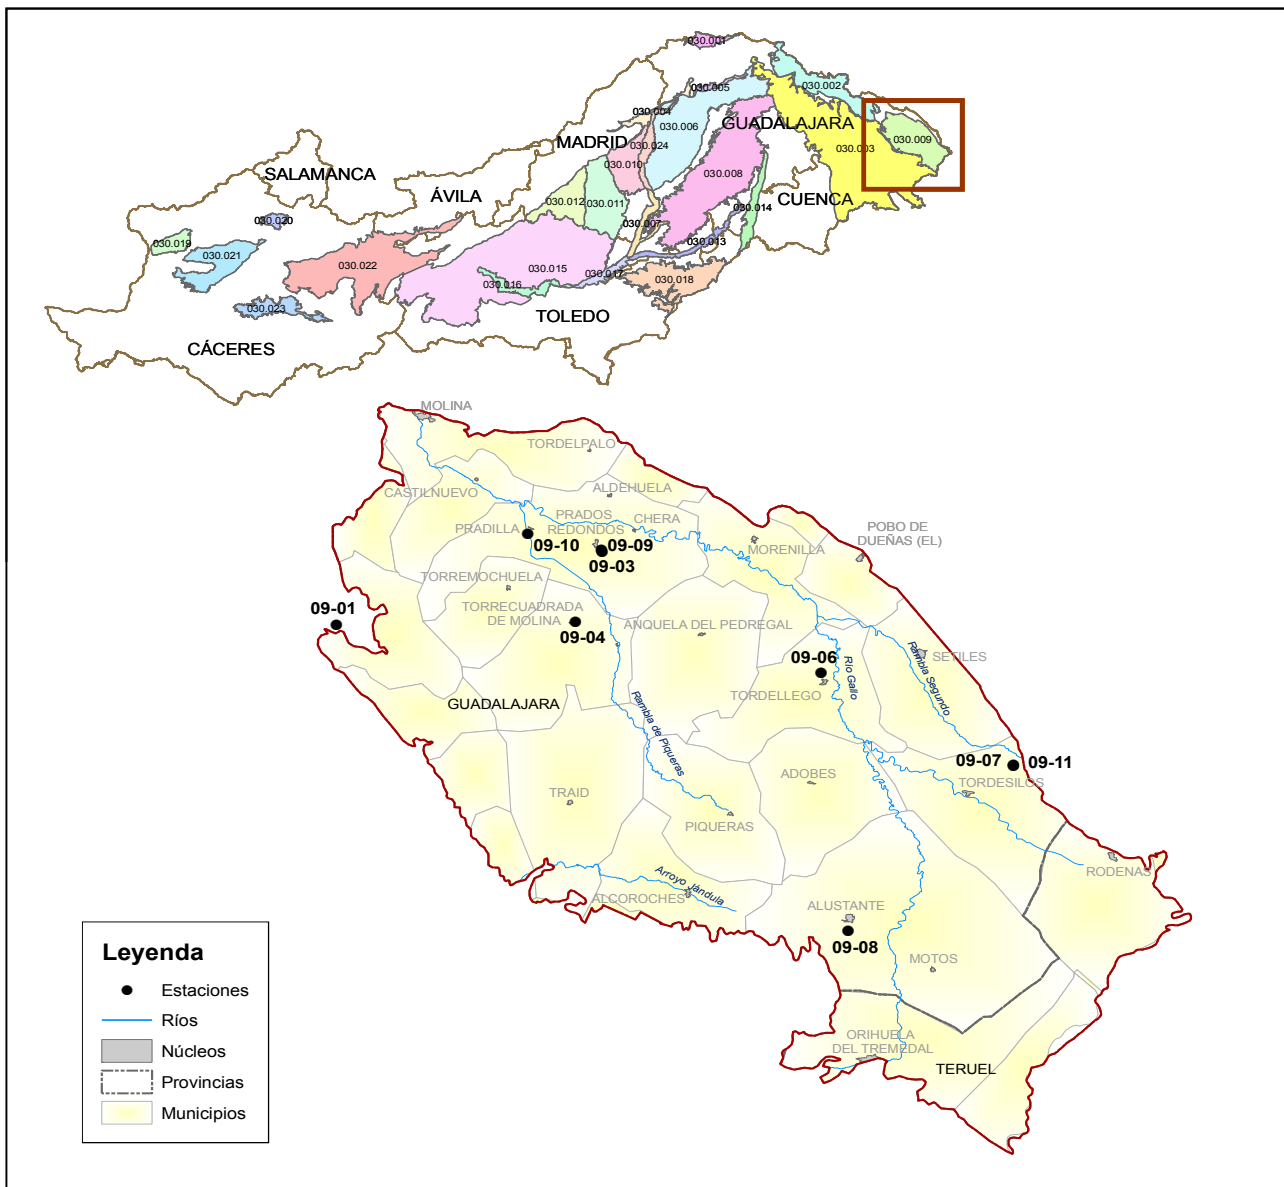 030.001
030.002
030.005
030.004
030.006
GUADALAJARA
MADRID
030.024
030.003
030.009
030.010
SALAMANCA
030.008
ÁVILA
CUENCA
030.012
030.011
030.014
030.020
030.007
030.019
030.013
030.021
030.022
030.015
030.017
030.018
030.016
030.023
TOLEDO
CÁCERES
MOLINA
TORDELPALO
CASTILNUEVO
ALDEHUELA
PRADOS
REDONDOS
CHERA
PRADILLA
POBO DE
DUEÑAS (EL)
09-10
09-09
09-03
MORENILLA
TORREMOCHUELA
09-01
TORRECUADRADA
DE MOLINA
09-04
ANQUELA DEL PEDREGAL
09-06
Río Gallo
Rambla Segundo
SETILES
TORDELLEGO
GUADALAJARA
Rambla de Piqueras
09-07
09-11
ADOBES
TORDESILOS
TRAID
PIQUERAS
RODENAS
Arroyo Jándula
ALCOROCHES
ALUSTANTE
09-08
MOTOS
ORIHUELA
DEL TREMEDAL
TERUEL
Leyenda
Estaciones
Ríos
Núcleos
Provincias
Municipios